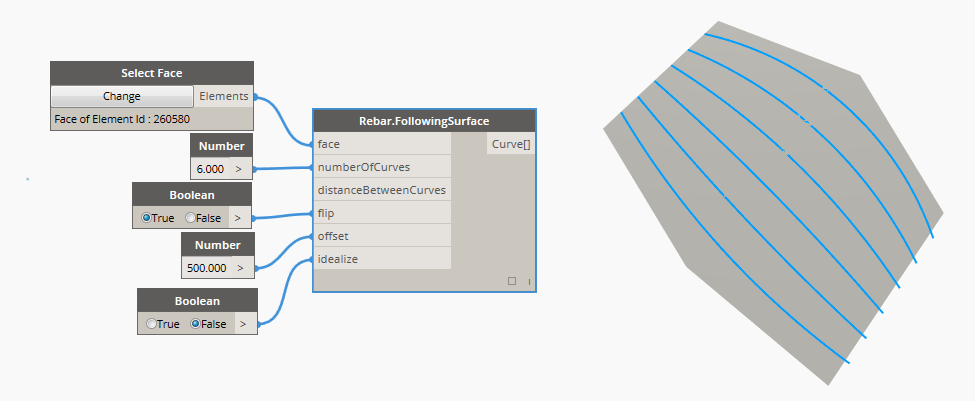 Select Face
Change
Elements
Face of Element Id : 260580
Number
6.000 >
Boolean
True False >
Number
500.000 >
Boolean
True False >
Rebar.FollowingSurface
face
Curve[]
numberOfCurves
distanceBetweenCurves
flip
offset
idealize